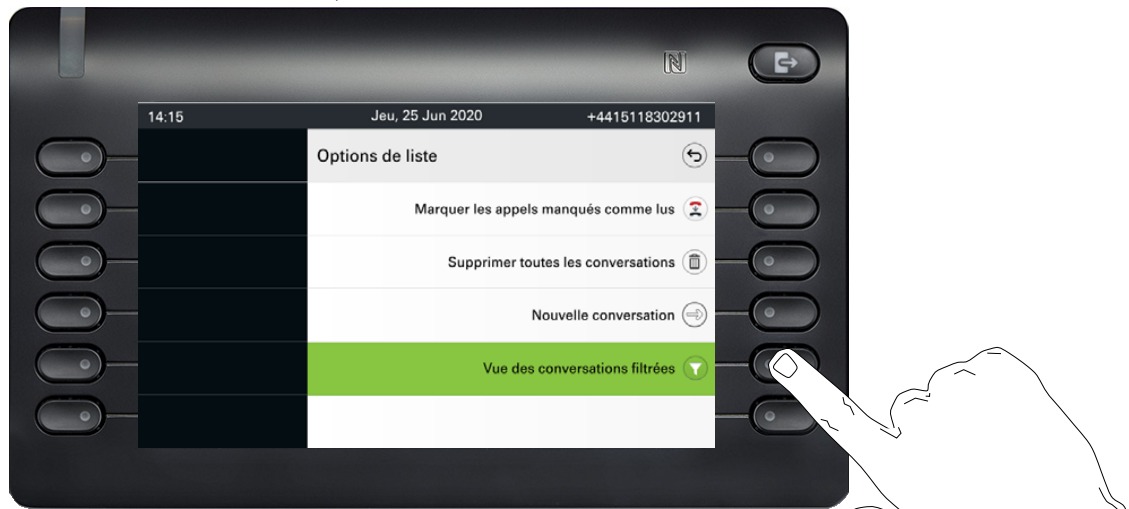 14:15 Jeu, 25 Jun 2020 +4415118302911
Options de liste
Marquer les appels manqués comme lus
Supprimer toutes les conversations
Nouvelle conversation
Vue des conversations filtrées